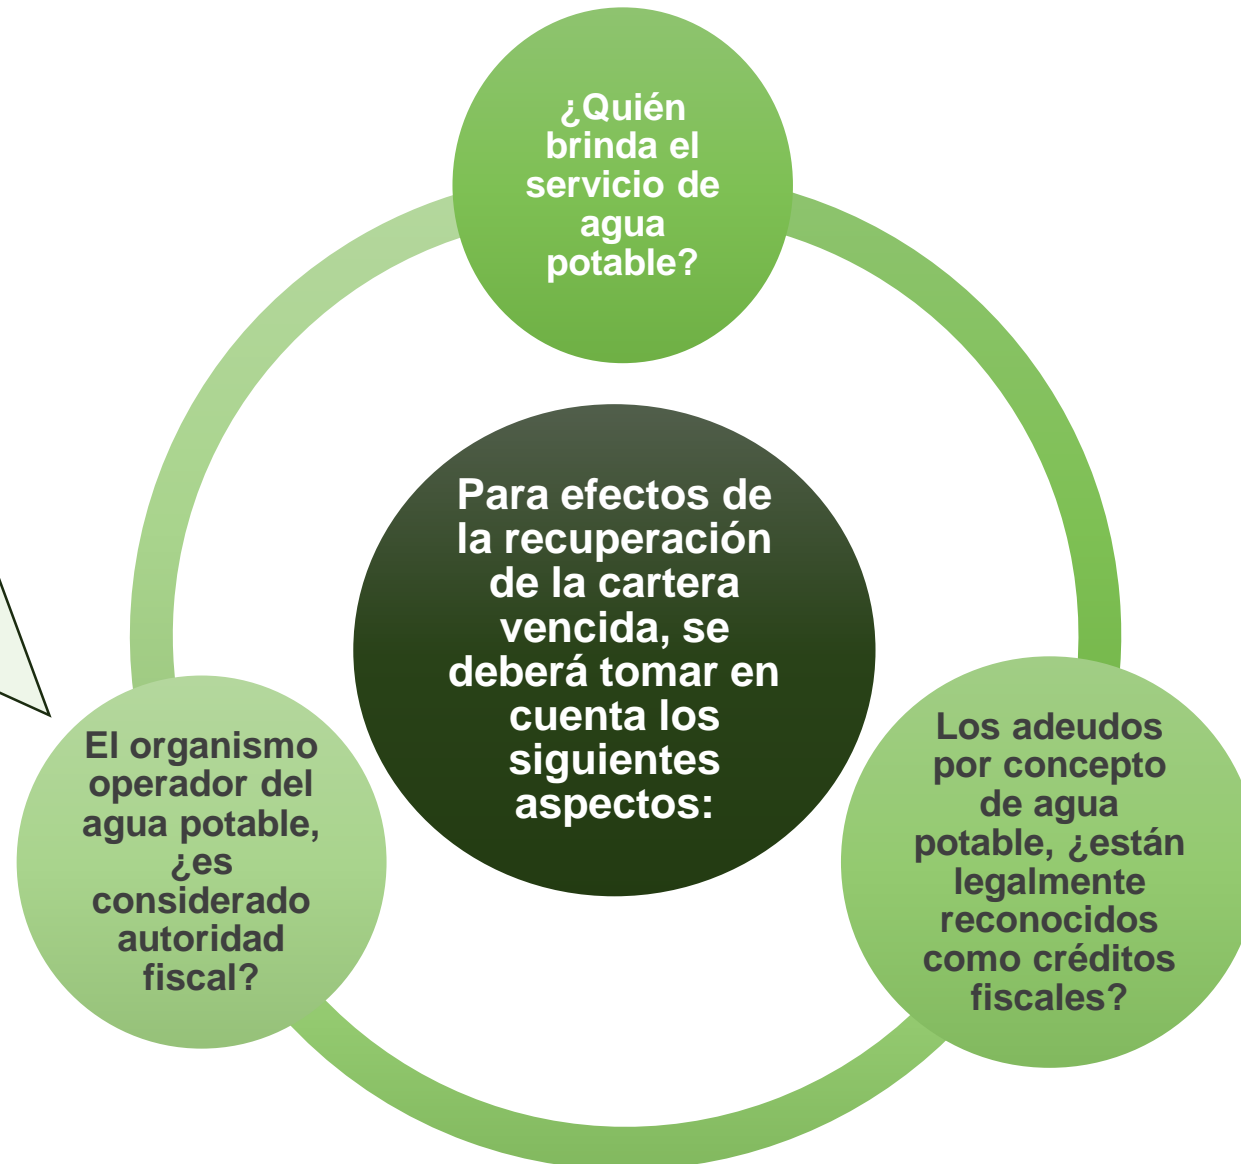 ¿Quién
brinda el
servicio de
agua
potable?
Para efectos de
la recuperación
de la cartera
vencida, se
deberá tomar en
cuenta los
siguientes
aspectos:
Los adeudos
por concepto
de agua
potable, ¿están
legalmente
reconocidos
como créditos
fiscales?
El organismo
operador del
agua potable,
¿es
considerado
autoridad
fiscal?